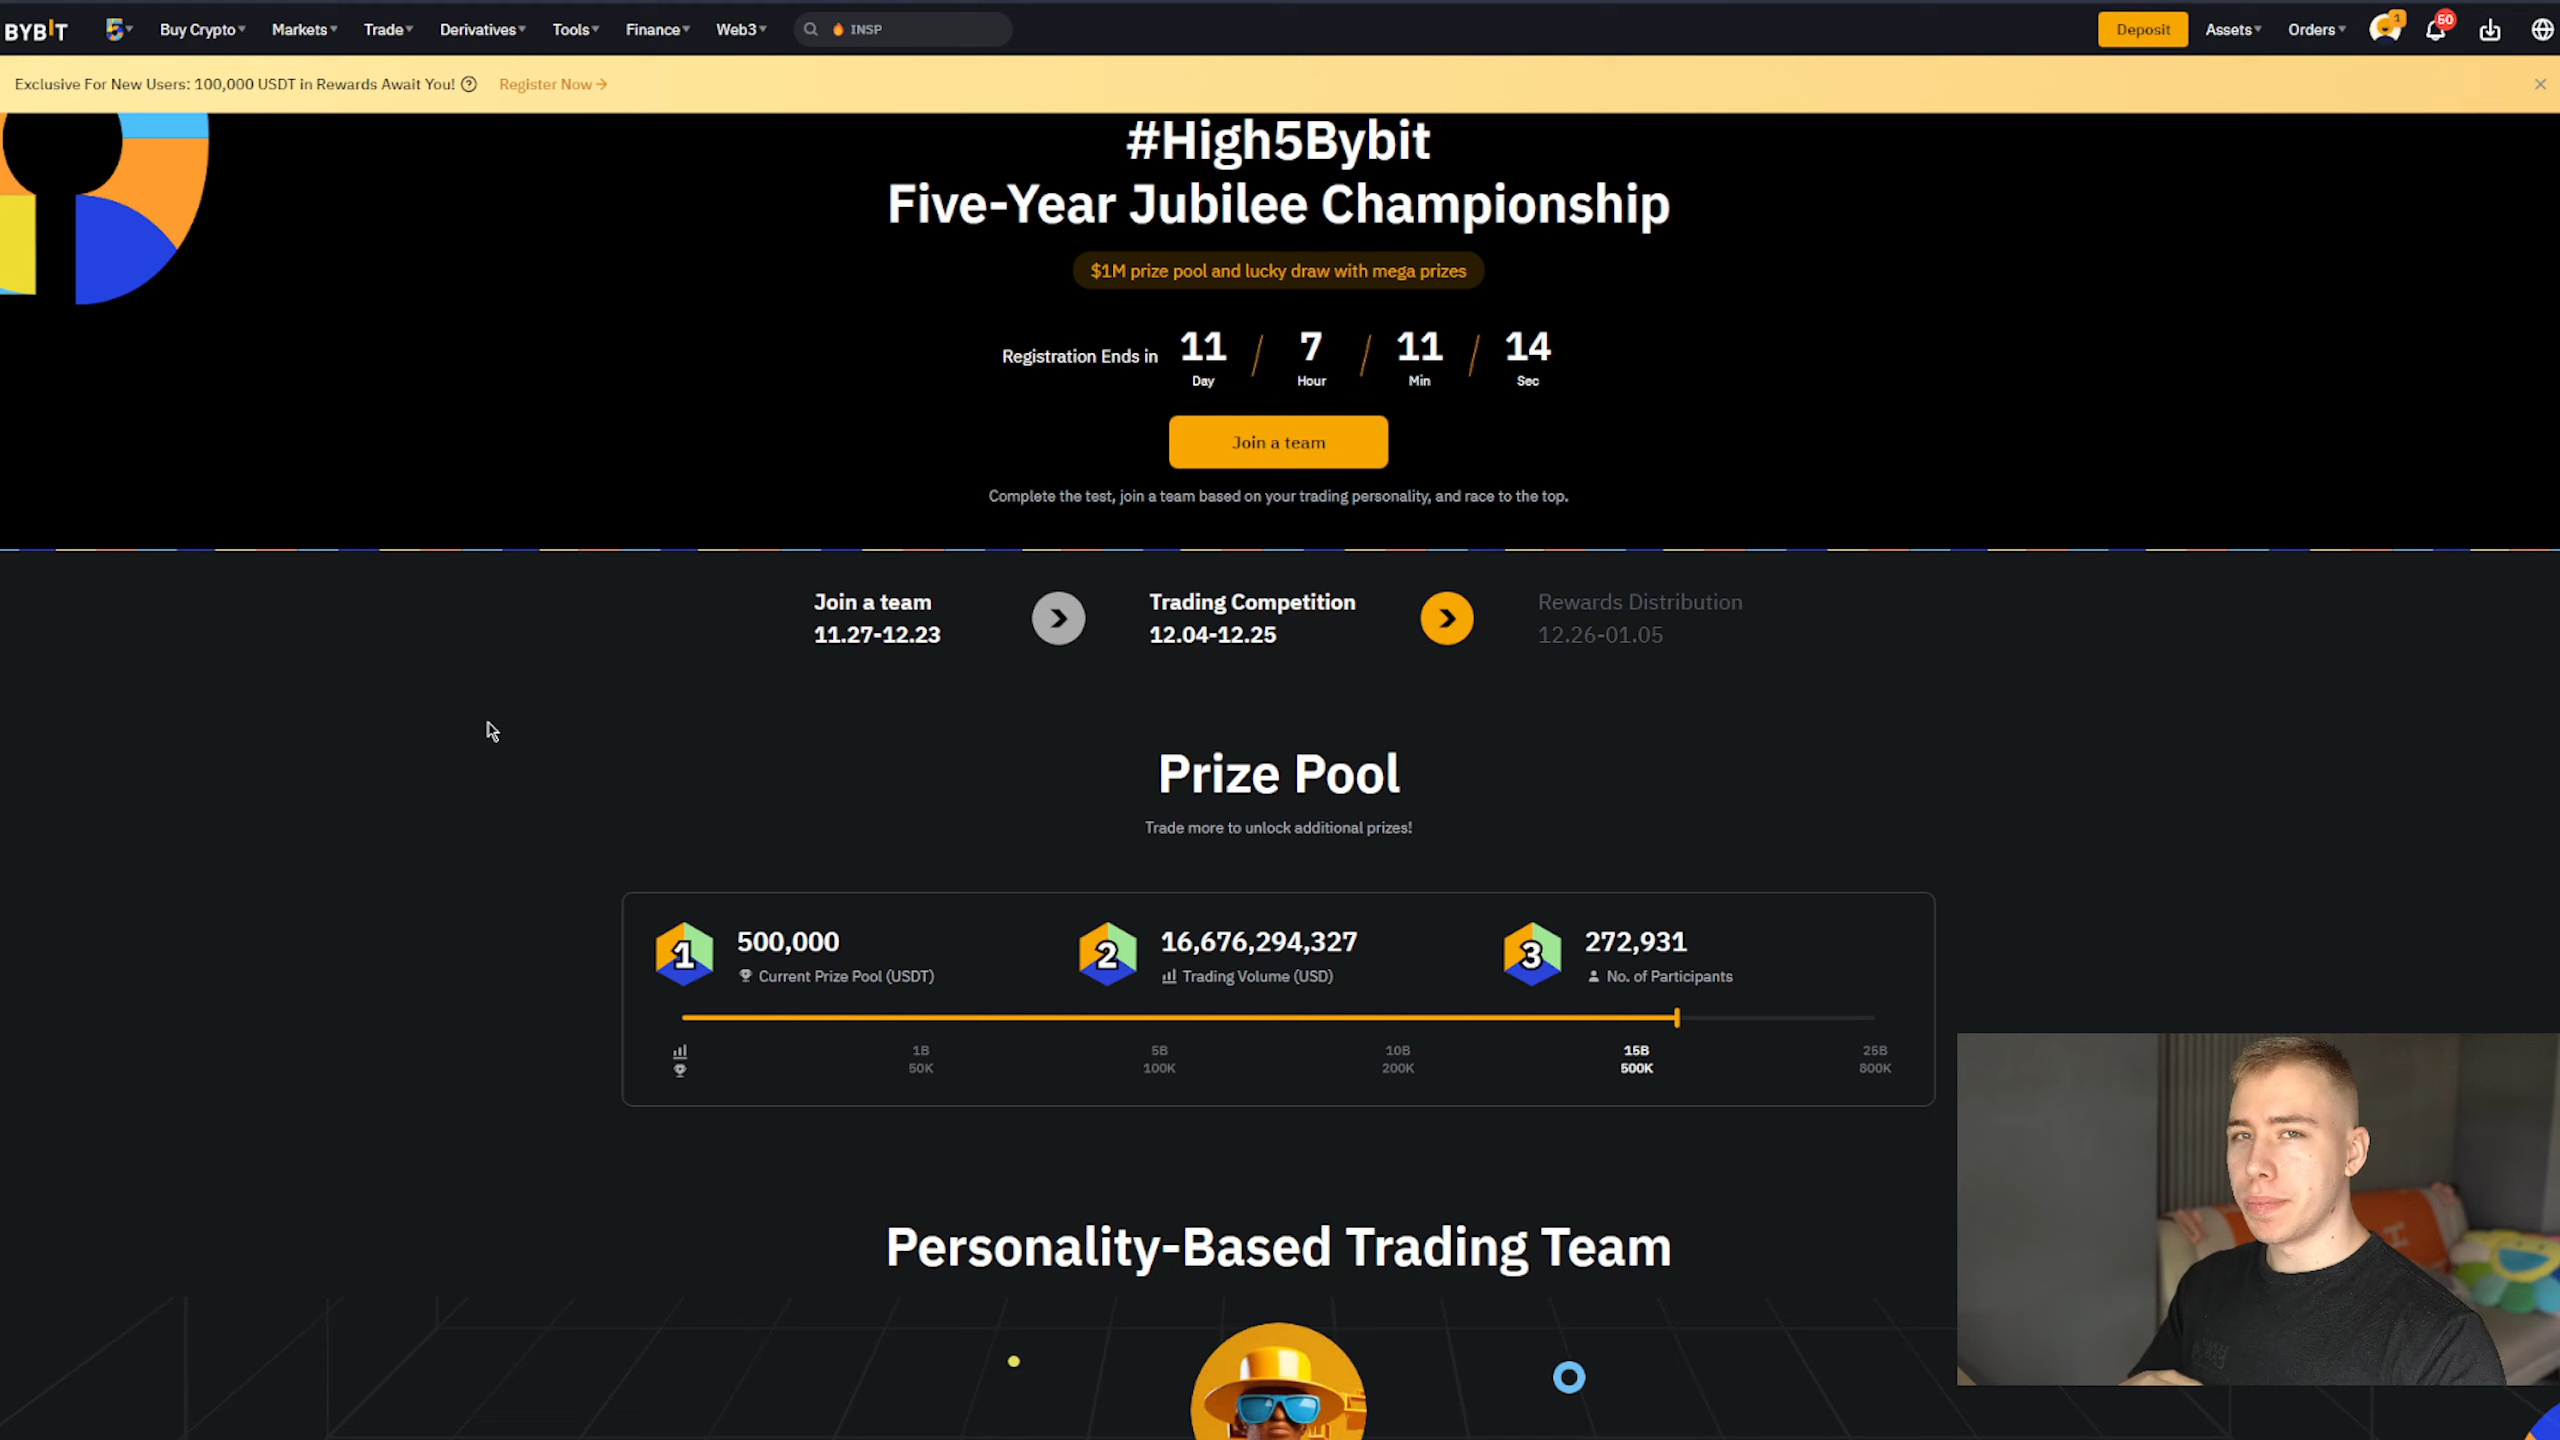 BYBIT
5
Buy Crypto
Markets
Trade
Derivatives
Tools
Finance
Web3
INSP
Deposit
Assets
Orders
1
50
Exclusive For New Users: 100,000 USDT in Rewards Await You!
Register Now →
#High5Bybit
Five-Year Jubilee Championship
$1M prize pool and lucky draw with mega prizes
Registration Ends in
11 / 7 / 11 / 14
Day Hour Min Sec
Join a team
Complete the test, join a team based on your trading personality, and race to the top.
Join a team
11.27-12.23
Trading Competition
12.04-12.25
Rewards Distribution
12.26-01.05
Prize Pool
Trade more to unlock additional prizes!
1
500,000
Current Prize Pool (USDT)
2
16,676,294,327
Trading Volume (USD)
3
272,931
No. of Participants
1B 5B 10B 15B 25B
50K 100K 200K 500K 800K
Personality-Based Trading Team